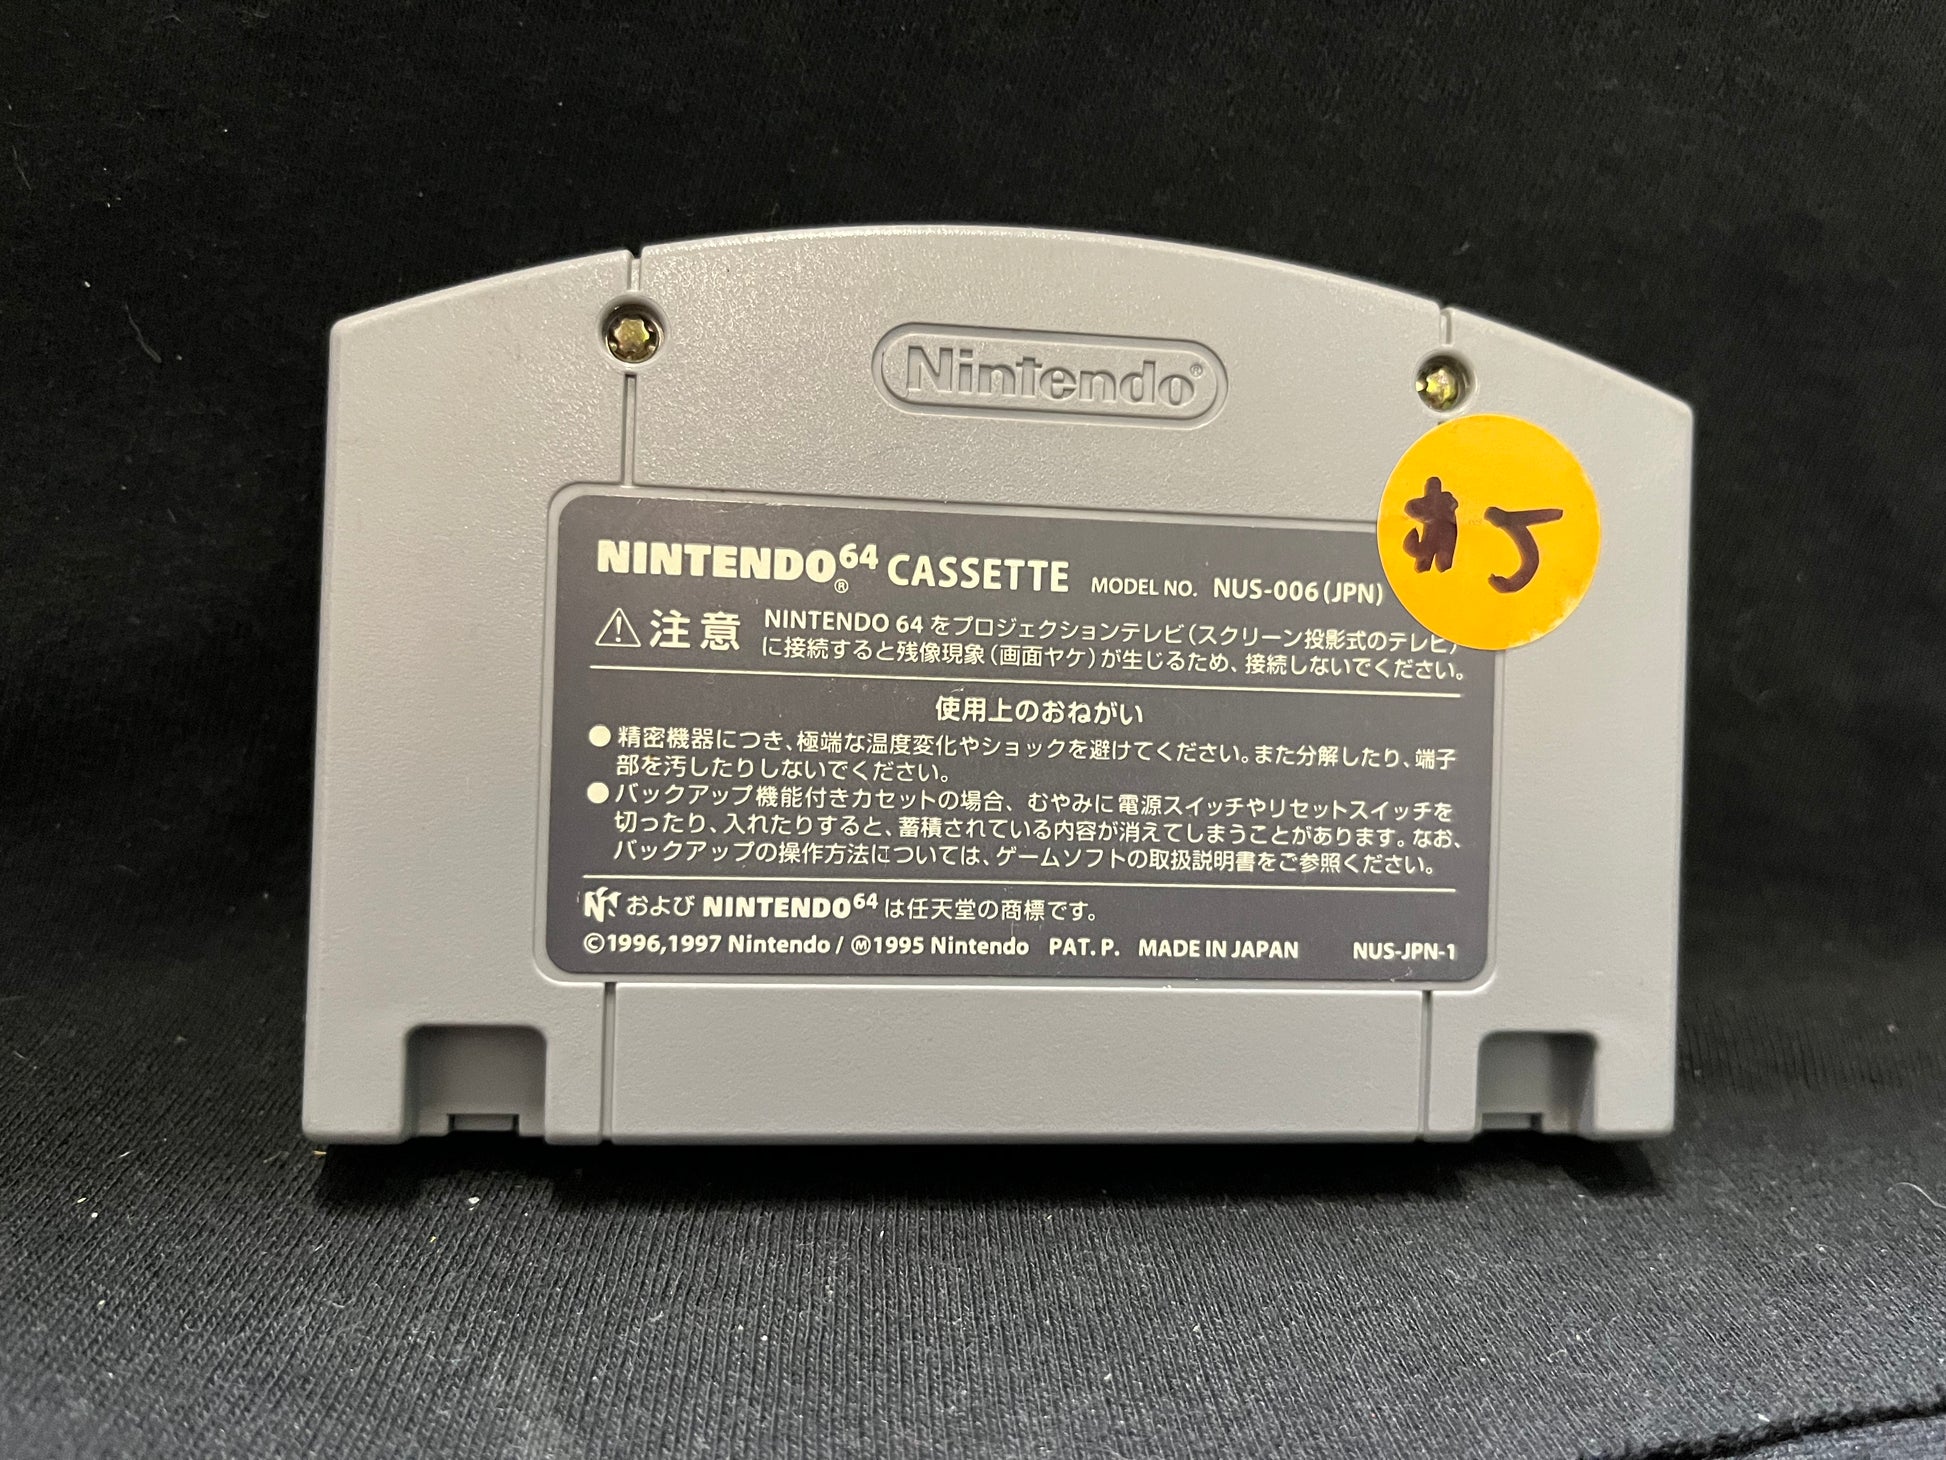 Nintendo®
#5
NINTENDO®64 CASSETTE MODEL NO. NUS-006(JPN)
⚠注意 NINTENDO 64 をプロジェクションテレビ(スクリーン投影式のテレビ)
に接続すると残像現象(画面ヤケ)が生じるため、接続しないでください。
使用上のおねがい
●精密機器につき、極端な温度変化やショックを避けてください。また分解したり、端子
部を汚したりしないでください。
●バックアップ機能付きカセットの場合、むやみに電源スイッチやリセットスイッチを
切ったり、入れたりすると、蓄積されている内容が消えてしまうことがあります。なお、
バックアップの操作方法については、ゲームソフトの取扱説明書をご参照ください。
および NINTENDO64 は任天堂の商標です。
©1996,1997 Nintendo / Ⓜ1995 Nintendo PAT. P. MADE IN JAPAN NUS-JPN-1